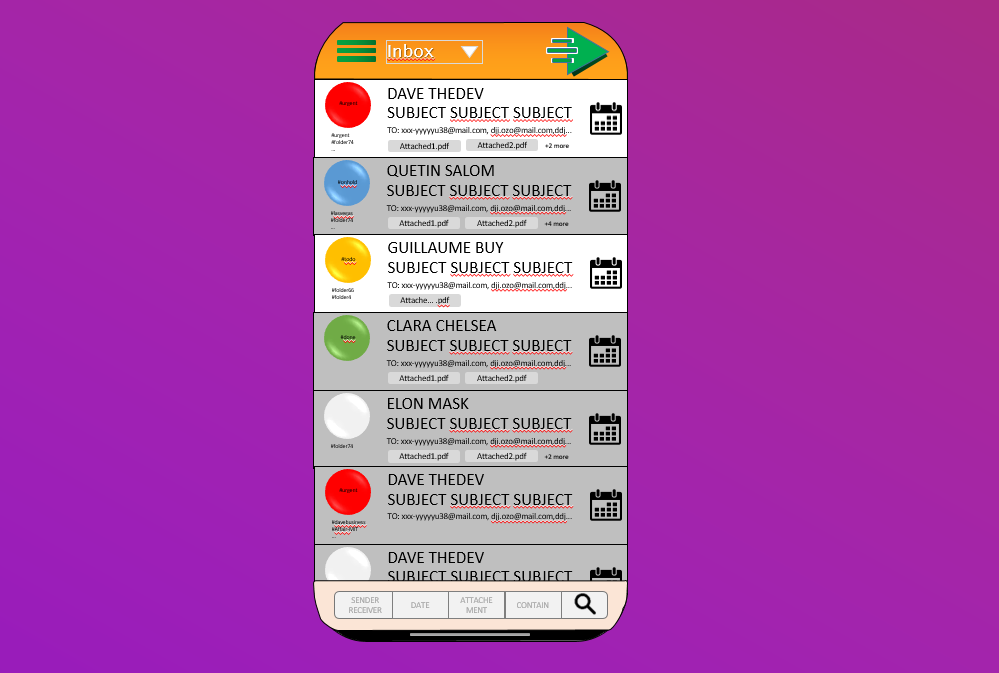 Inbox
#urgent
DAVE THEDEV
SUBJECT SUBJECT SUBJECT
TO: xxx-yyyyyu38@mail.com, dji.ozo@mail.com,ddj...
#urgent
#folder74
...
Attached1.pdf Attached2.pdf +2 more
#onhold
QUETIN SALOM
SUBJECT SUBJECT SUBJECT
TO: xxx-yyyyyu38@mail.com, dji.ozo@mail.com,ddj...
#lasvegas
#folder74
...
Attached1.pdf Attached2.pdf +4 more
#todo
GUILLAUME BUY
SUBJECT SUBJECT SUBJECT
TO: xxx-yyyyyu38@mail.com, dji.ozo@mail.com,ddj...
#folder66
#folder4
Attache... .pdf
#done
CLARA CHELSEA
SUBJECT SUBJECT SUBJECT
TO: xxx-yyyyyu38@mail.com, dji.ozo@mail.com,ddj...
Attached1.pdf Attached2.pdf
ELON MASK
SUBJECT SUBJECT SUBJECT
TO: xxx-yyyyyu38@mail.com, dji.ozo@mail.com,ddj...
#folder74
Attached1.pdf Attached2.pdf +2 more
#urgent
DAVE THEDEV
SUBJECT SUBJECT SUBJECT
TO: xxx-yyyyyu38@mail.com, dji.ozo@mail.com,ddj...
#davebusiness
...
DAVE THEDEV
SUBJECT SUBJECT SUBJECT
SENDER
RECEIVER
DATE
ATTACHE
MENT
CONTAIN